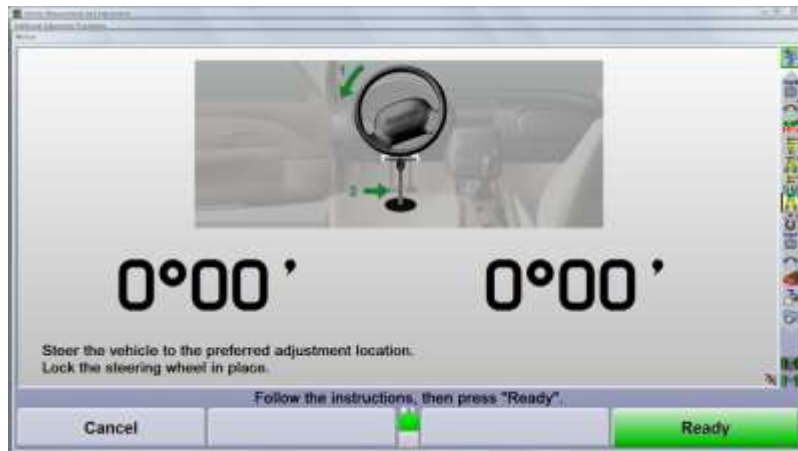 1
2
0°00 ' 0°00 '
Steer the vehicle to the preferred adjustment location.
Lock the steering wheel in place.
Follow the instructions, then press "Ready".
Cancel
Ready